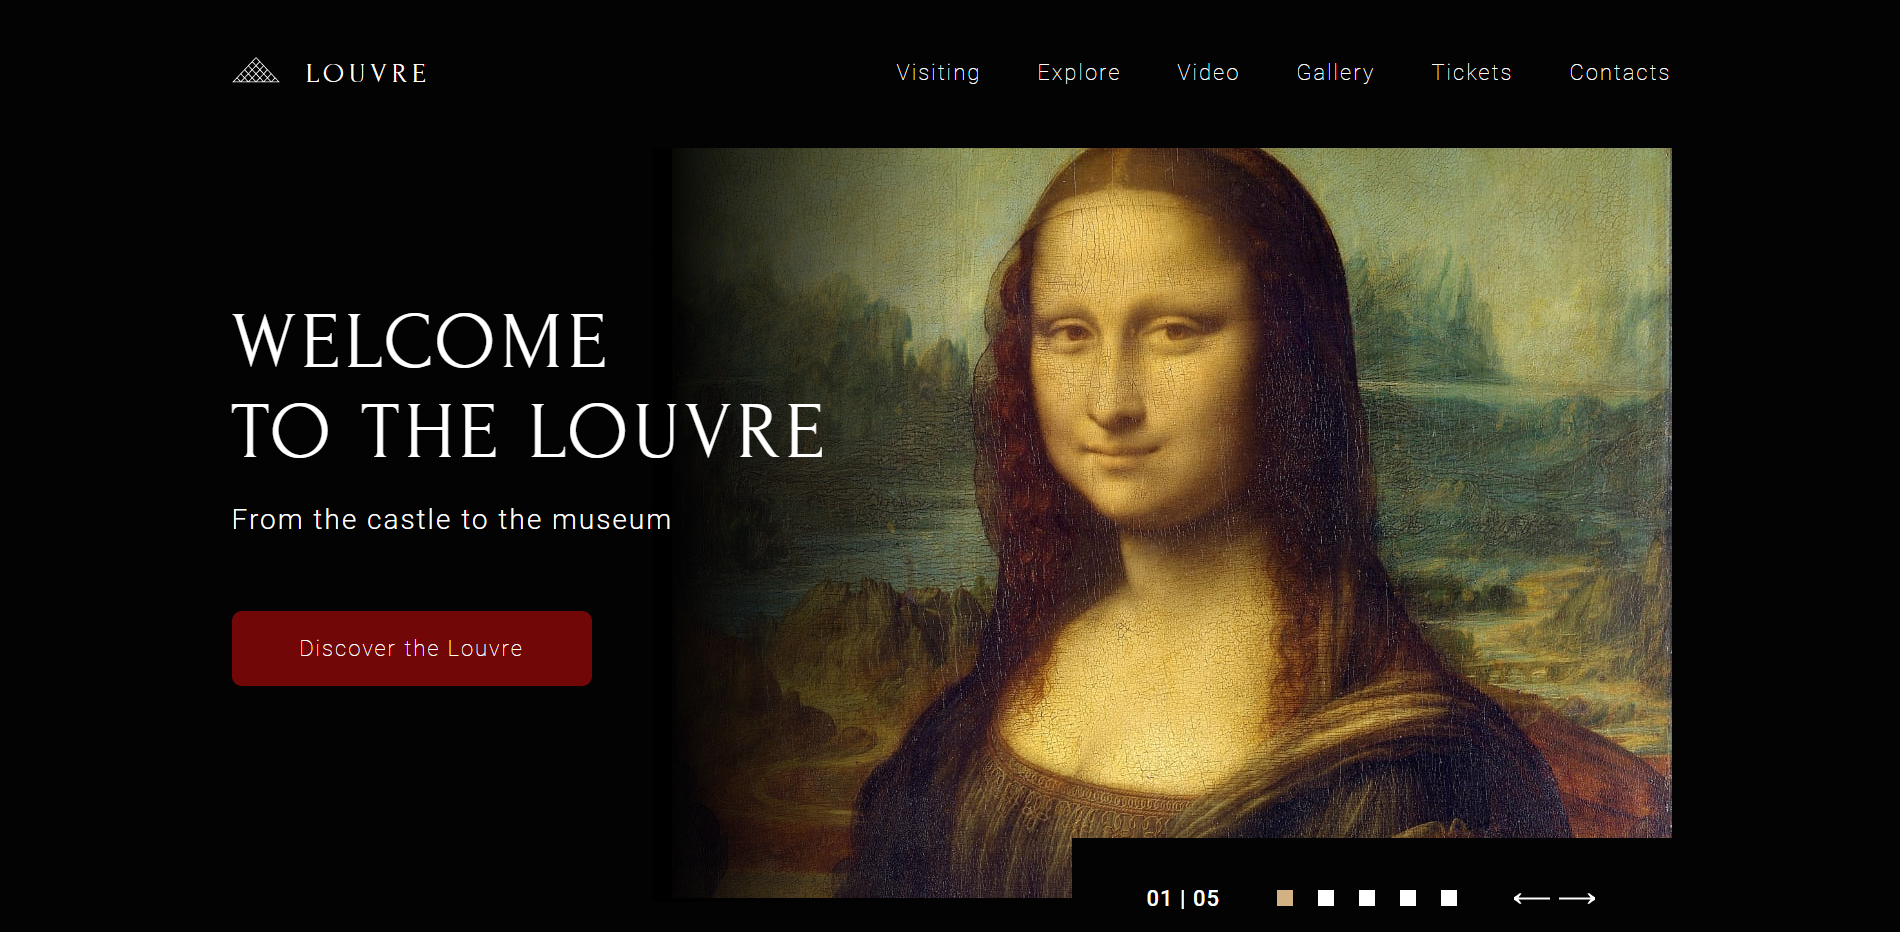 LOUVRE
Visiting Explore Video Gallery Tickets Contacts
WELCOME
TO THE LOUVRE
From the castle to the museum
Discover the Louvre
01 | 05